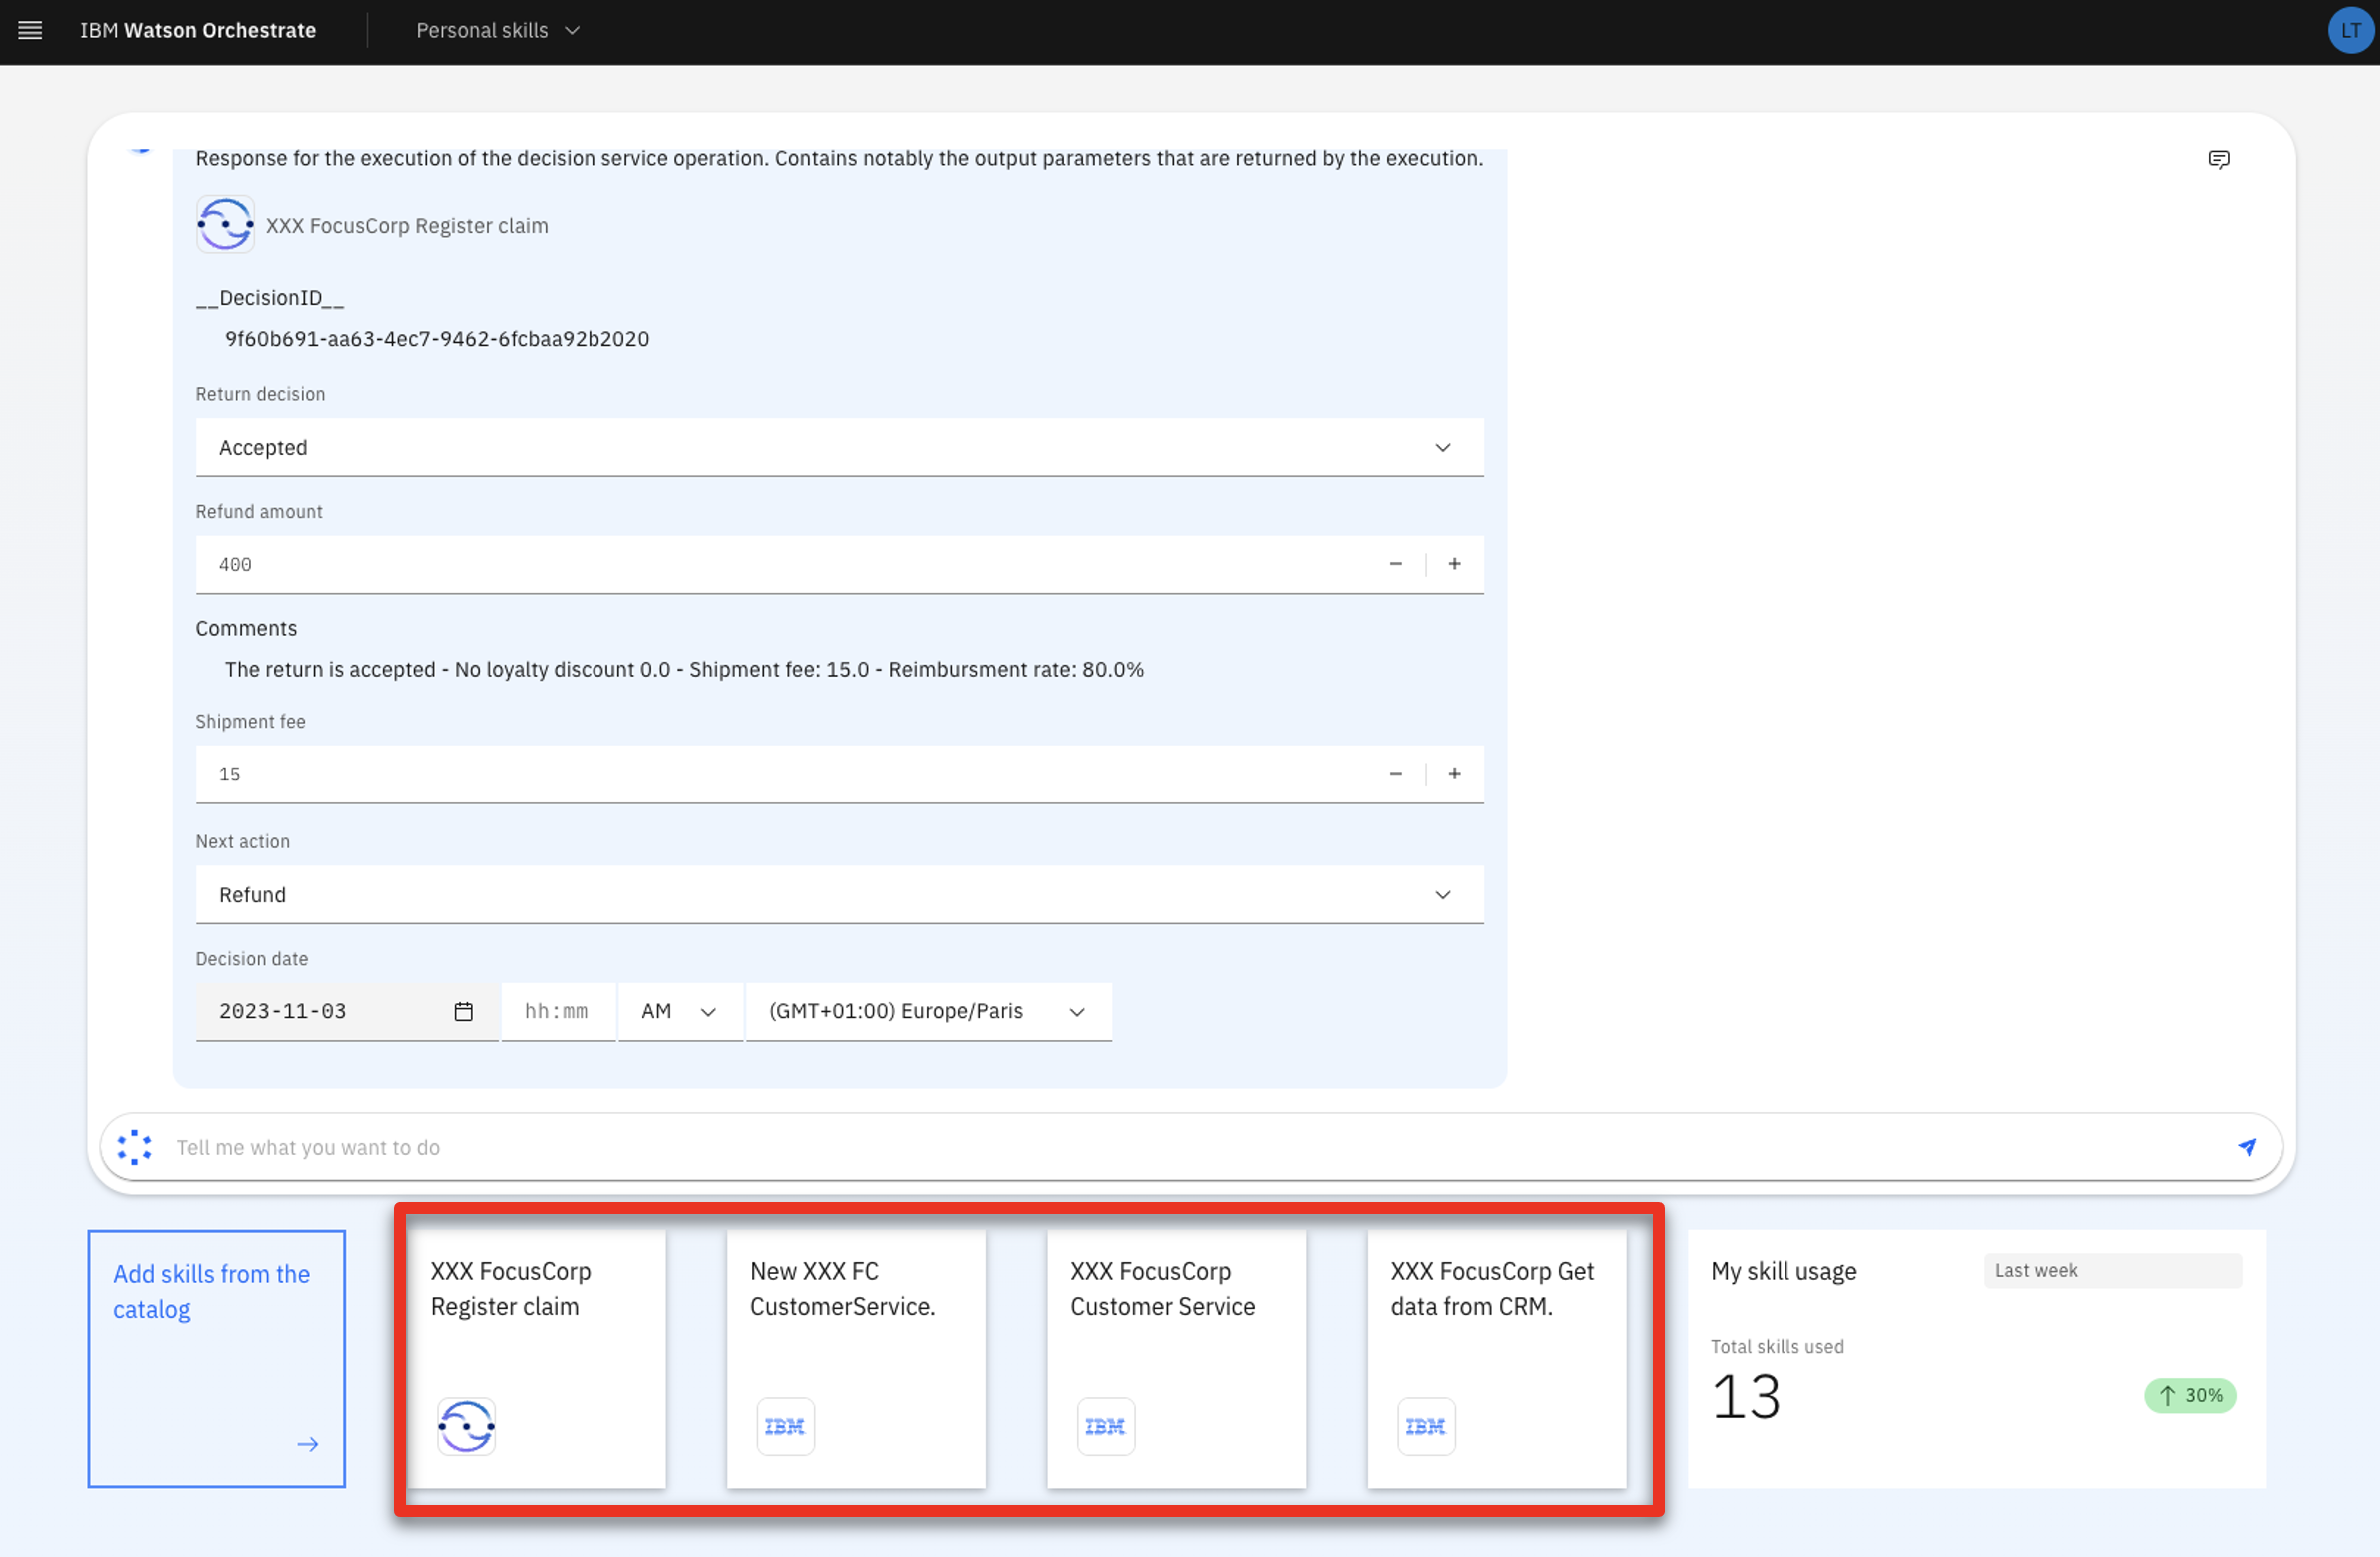 IBM Watson Orchestrate
Personal skills
LT
Response for the execution of the decision service operation. Contains notably the output parameters that are returned by the execution.
XXX FocusCorp Register claim
__DecisionID__
9f60b691-aa63-4ec7-9462-6fcbaa92b2020
Return decision
Accepted
Refund amount
400
Comments
The return is accepted - No loyalty discount 0.0 - Shipment fee: 15.0 - Reimbursment rate: 80.0%
Shipment fee
15
Next action
Refund
Decision date
2023-11-03
hh:mm
AM
(GMT+01:00) Europe/Paris
Tell me what you want to do
Add skills from the
catalog
XXX FocusCorp
Register claim
New XXX FC
CustomerService.
IBM
XXX FocusCorp
Customer Service
IBM
XXX FocusCorp Get
data from CRM.
IBM
My skill usage
Last week
Total skills used
13
30%